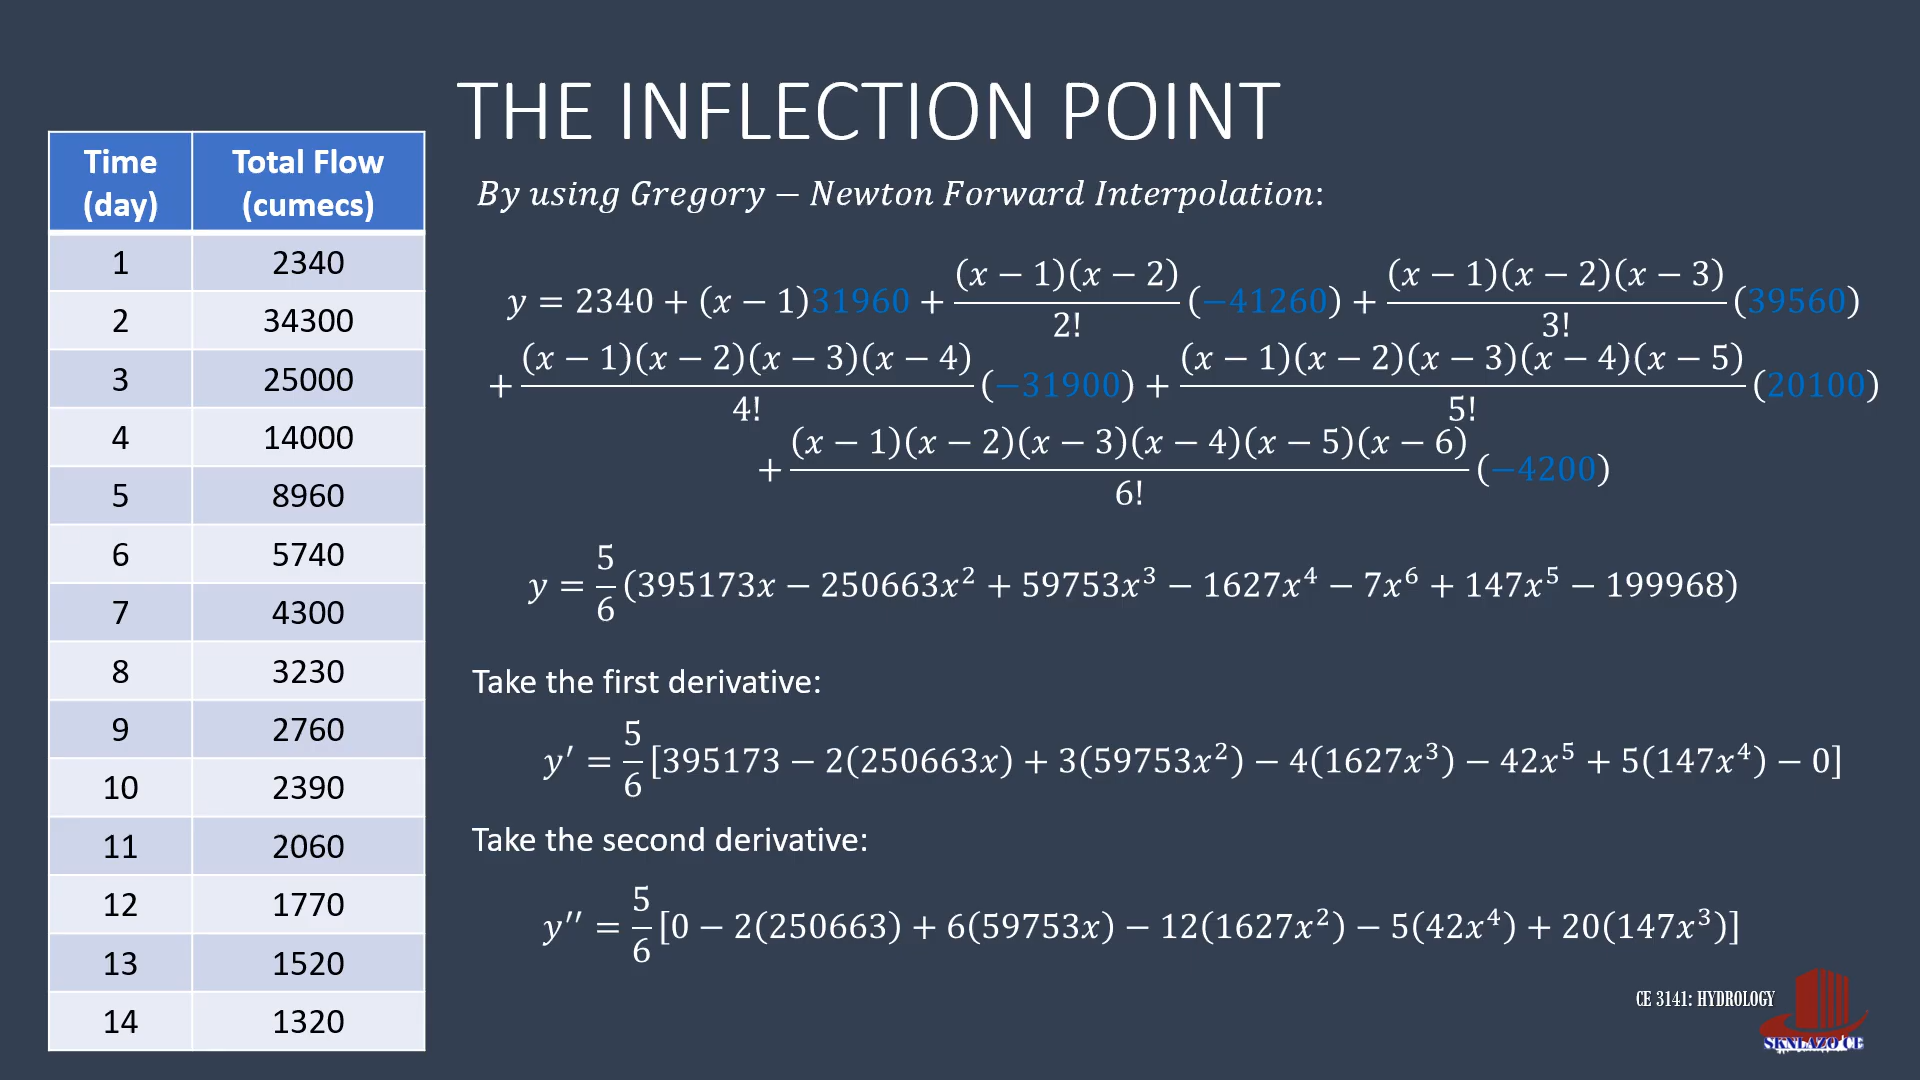 THE INFLECTION POINT
Time (day) Total Flow (cumecs)
1 2340
2 34300
3 25000
4 14000
5 8960
6 5740
7 4300
8 3230
9 2760
10 2390
11 2060
12 1770
13 1520
14 1320
By using Gregory − Newton Forward Interpolation:
y = 2340 + (x − 1)31960 + (x − 1)(x − 2)/2! (−41260) + (x − 1)(x − 2)(x − 3)/3! (39560)
+ (x − 1)(x − 2)(x − 3)(x − 4)/4! (−31900) + (x − 1)(x − 2)(x − 3)(x − 4)(x − 5)/5! (20100)
+ (x − 1)(x − 2)(x − 3)(x − 4)(x − 5)(x − 6)/6! (−4200)
y = 5/6 (395173x − 250663x² + 59753x³ − 1627x⁴ − 7x⁶ + 147x⁵ − 199968)
Take the first derivative:
y′ = 5/6 [395173 − 2(250663x) + 3(59753x²) − 4(1627x³) − 42x⁵ + 5(147x⁴) − 0]
Take the second derivative:
y′′ = 5/6 [0 − 2(250663) + 6(59753x) − 12(1627x²) − 5(42x⁴) + 20(147x³)]
CE 3141: HYDROLOGY
SKNLAZO CE